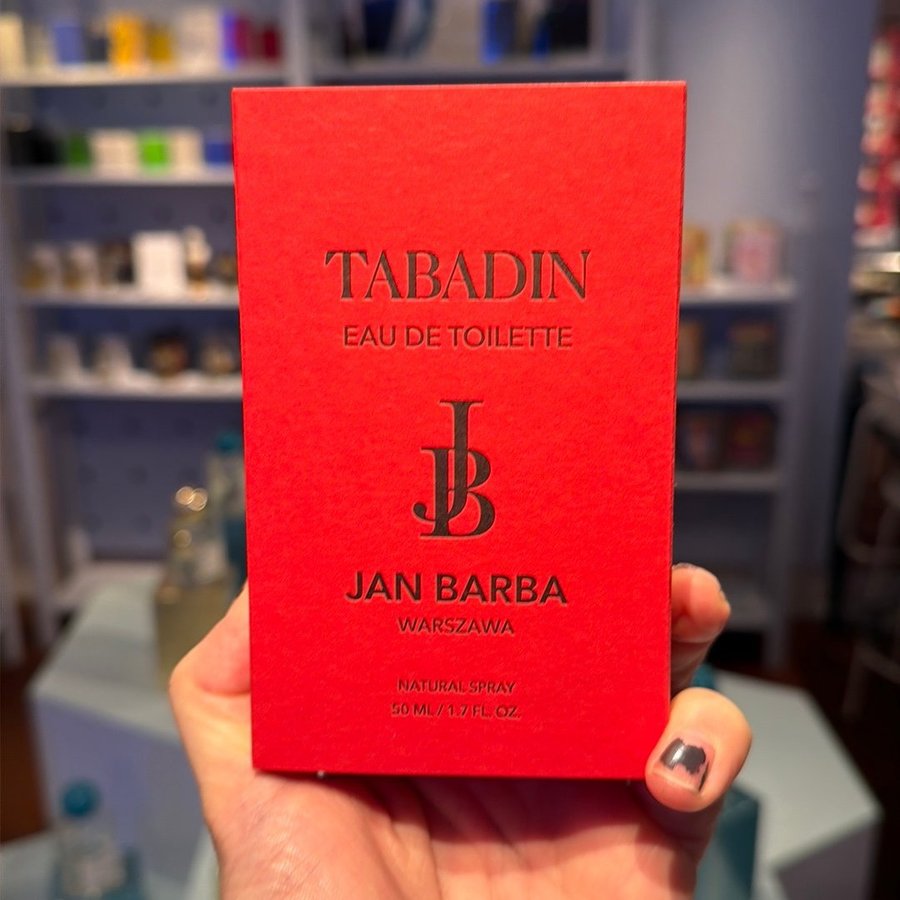 TABADIN
EAU DE TOILETTE
JB
JAN BARBA
WARSZAWA
NATURAL SPRAY
50 ML / 1.7 FL. OZ.